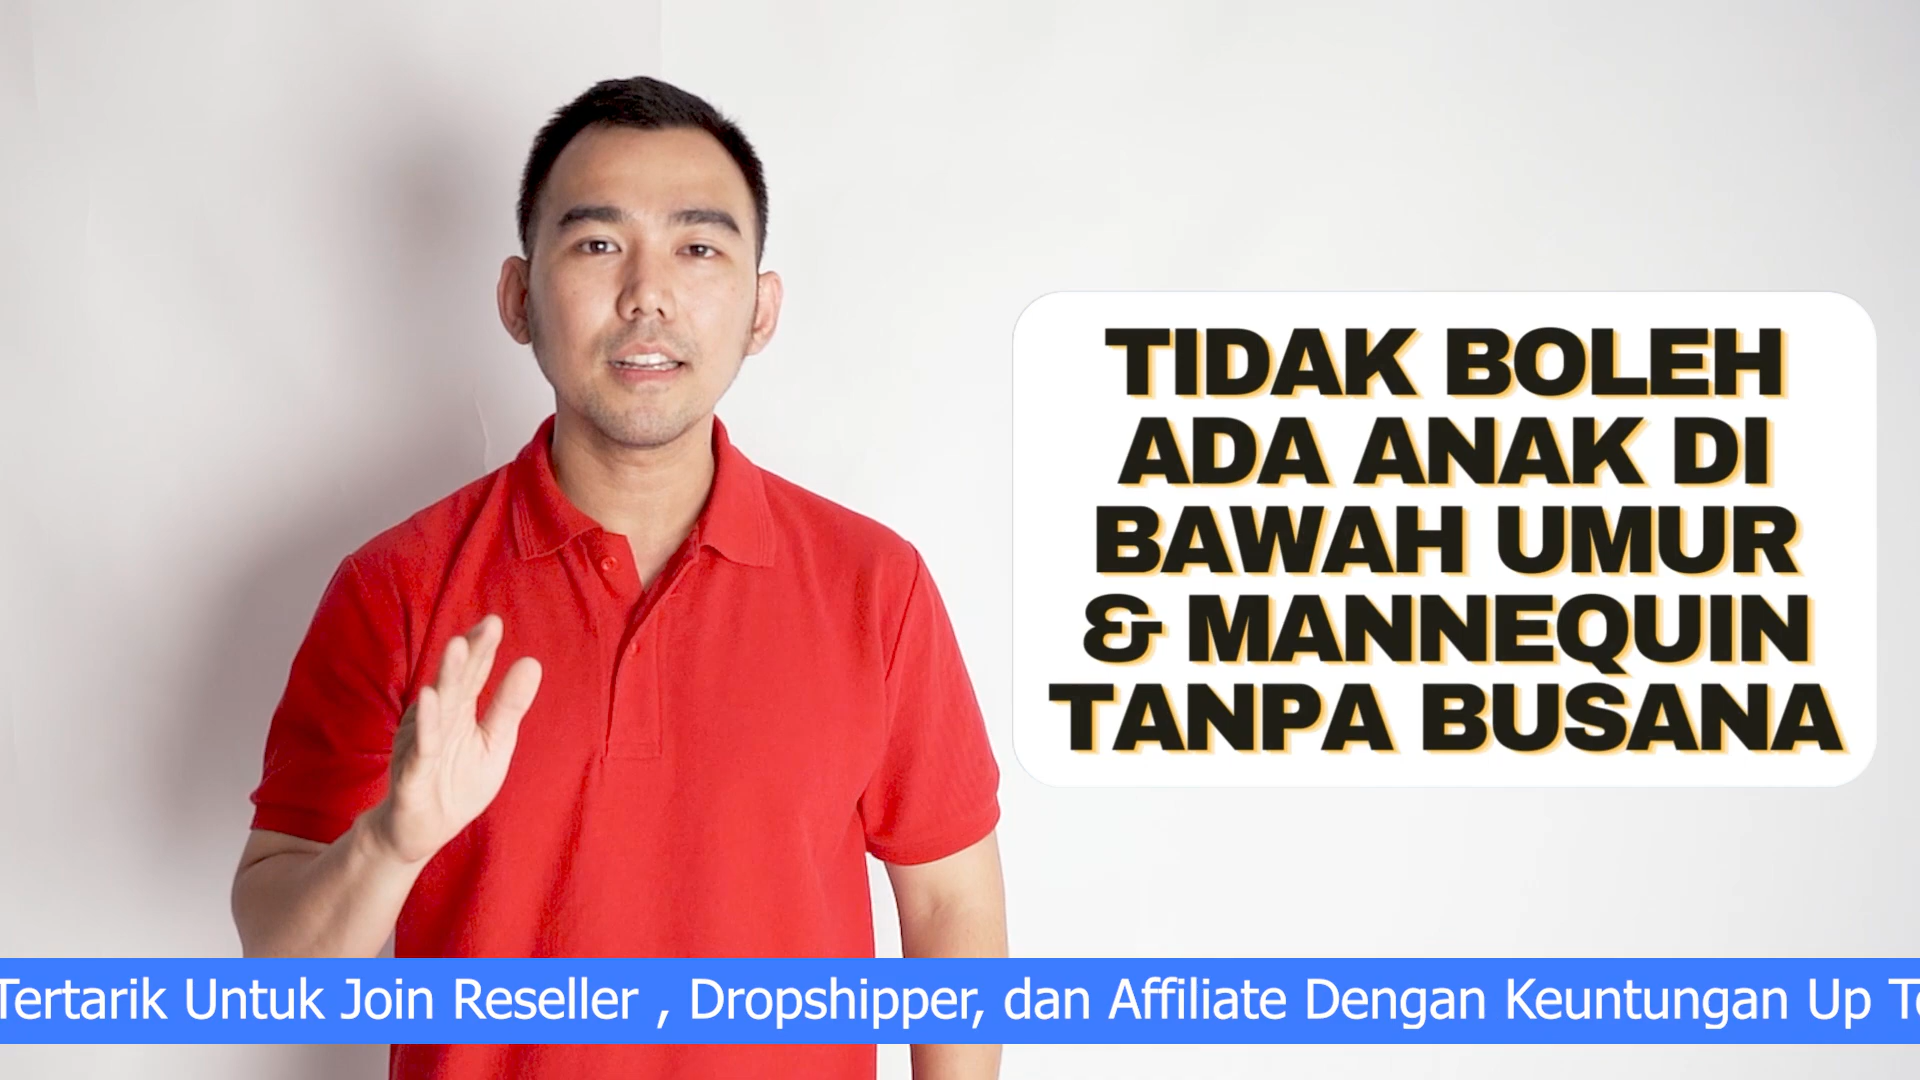 TIDAK BOLEH
ADA ANAK DI
BAWAH UMUR
& MANNEQUIN
TANPA BUSANA
Tertarik Untuk Join Reseller , Dropshipper, dan Affiliate Dengan Keuntungan Up To